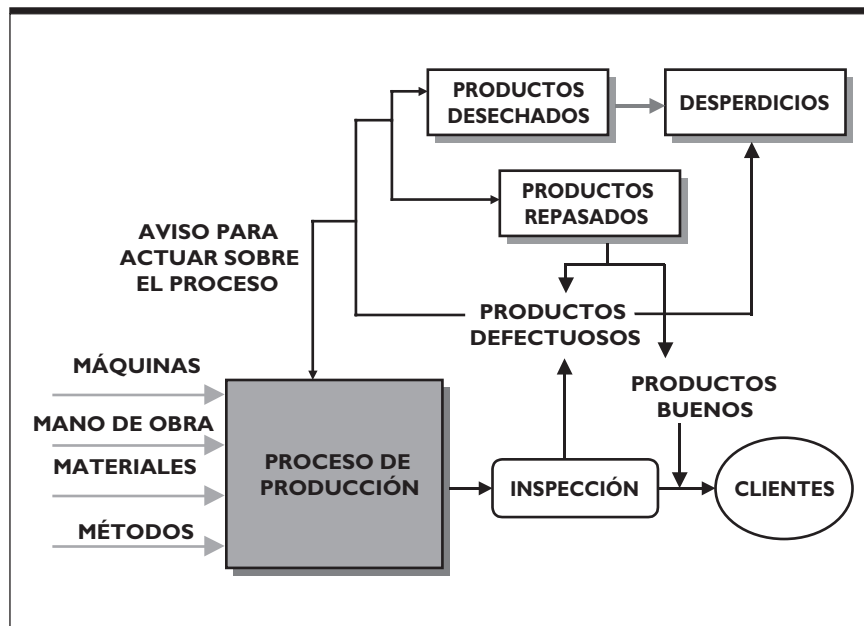 PRODUCTOS
DESECHADOS
DESPERDICIOS
PRODUCTOS
REPASADOS
AVISO PARA
ACTUAR SOBRE
EL PROCESO
PRODUCTOS
DEFECTUOSOS
MÁQUINAS
MANO DE OBRA
MATERIALES
MÉTODOS
PROCESO DE
PRODUCCIÓN
INSPECCIÓN
PRODUCTOS
BUENOS
CLIENTES